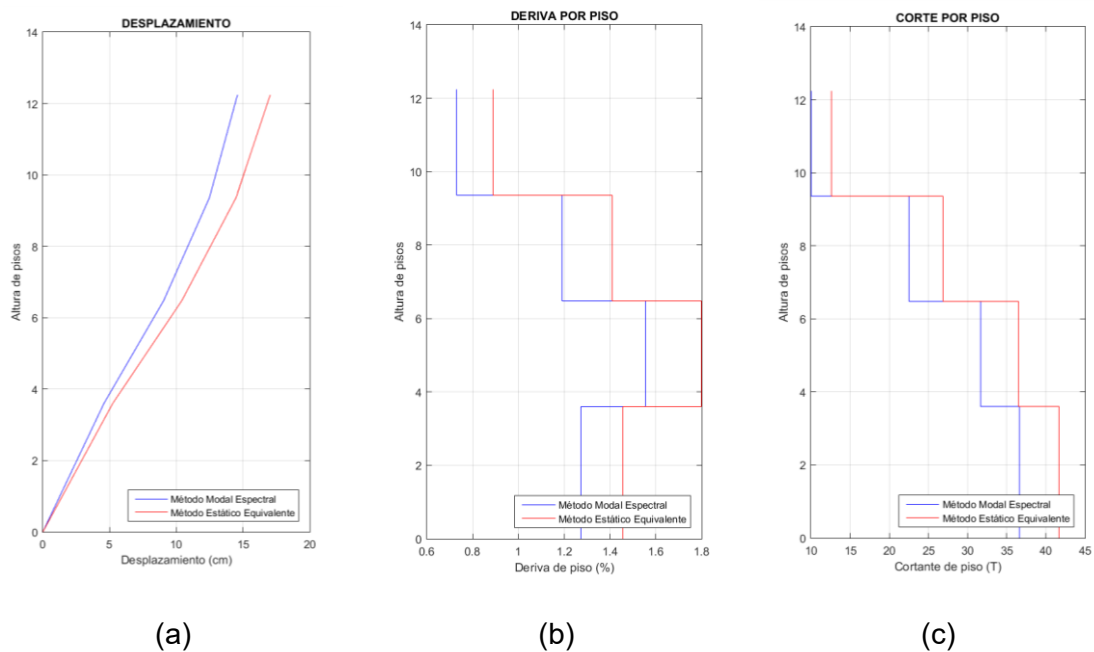 DESPLAZAMIENTO
14
12
10
8
6
4
2
0
Altura de pisos
0 5 10 15 20
Desplazamiento (cm)
Método Modal Espectral
Método Estático Equivalente
(a)
DERIVA POR PISO
14
12
10
8
6
4
2
0
Altura de pisos
0.6 0.8 1 1.2 1.4 1.6 1.8
Deriva de piso (%)
Método Modal Espectral
Método Estático Equivalente
(b)
CORTE POR PISO
14
12
10
8
6
4
2
0
Altura de pisos
10 15 20 25 30 35 40 45
Cortante de piso (T)
Método Modal Espectral
Método Estático Equivalente
(c)